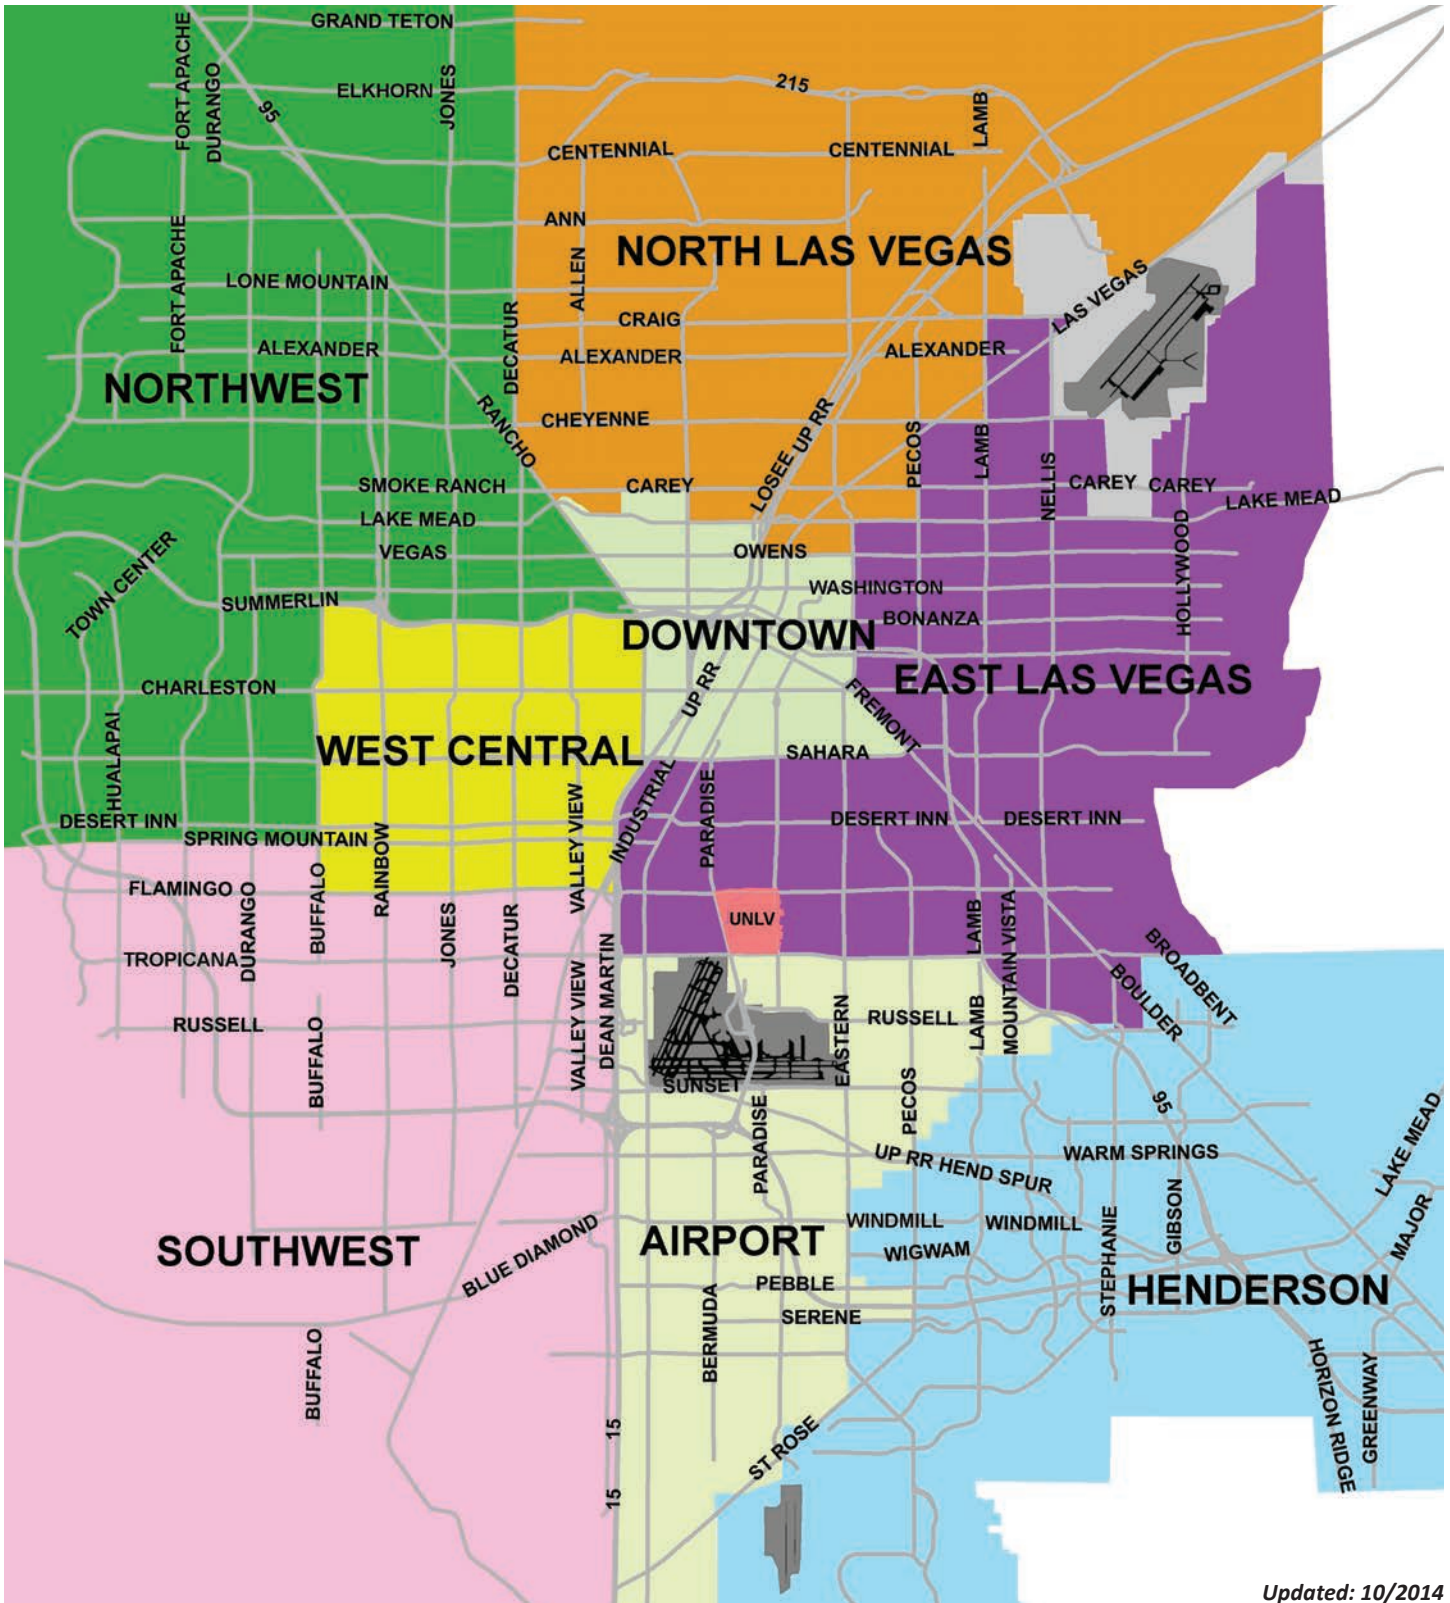 GRAND TETON
FORT APACHE
DURANGO
95
ELKHORN
JONES
215
LAMB
CENTENNIAL
CENTENNIAL
ANN
FORT APACHE
NORTH LAS VEGAS
ALLEN
LONE MOUNTAIN
LAS VEGAS
CRAIG
DECATUR
ALEXANDER
ALEXANDER
ALEXANDER
NORTHWEST
RANCHO
CHEYENNE
UP RR
LOSEE
PECOS
LAMB
NELLIS
SMOKE RANCH
CAREY
CAREY
CAREY
LAKE MEAD
LAKE MEAD
VEGAS
OWENS
TOWN CENTER
WASHINGTON
HOLLYWOOD
SUMMERLIN
BONANZA
DOWNTOWN
EAST LAS VEGAS
CHARLESTON
UP RR
FREMONT
HUALAPAI
WEST CENTRAL
SAHARA
INDUSTRIAL
PARADISE
VALLEY VIEW
DESERT INN
DESERT INN
DESERT INN
SPRING MOUNTAIN
RAINBOW
FLAMINGO
DURANGO
BUFFALO
JONES
DECATUR
UNLV
LAMB
MOUNTAIN VISTA
TROPICANA
BROADBENT
BOULDER
VALLEY VIEW
DEAN MARTIN
RUSSELL
BUFFALO
EASTERN
RUSSELL
LAMB
SUNSET
PECOS
PARADISE
95
LAKE MEAD
UP RR HEND SPUR
WARM SPRINGS
MAJOR
STEPHANIE
GIBSON
WINDMILL
WINDMILL
SOUTHWEST
BLUE DIAMOND
AIRPORT
WIGWAM
PEBBLE
HENDERSON
SERENE
BERMUDA
BUFFALO
HORIZON RIDGE
GREENWAY
15
ST ROSE
15
Updated: 10/2014